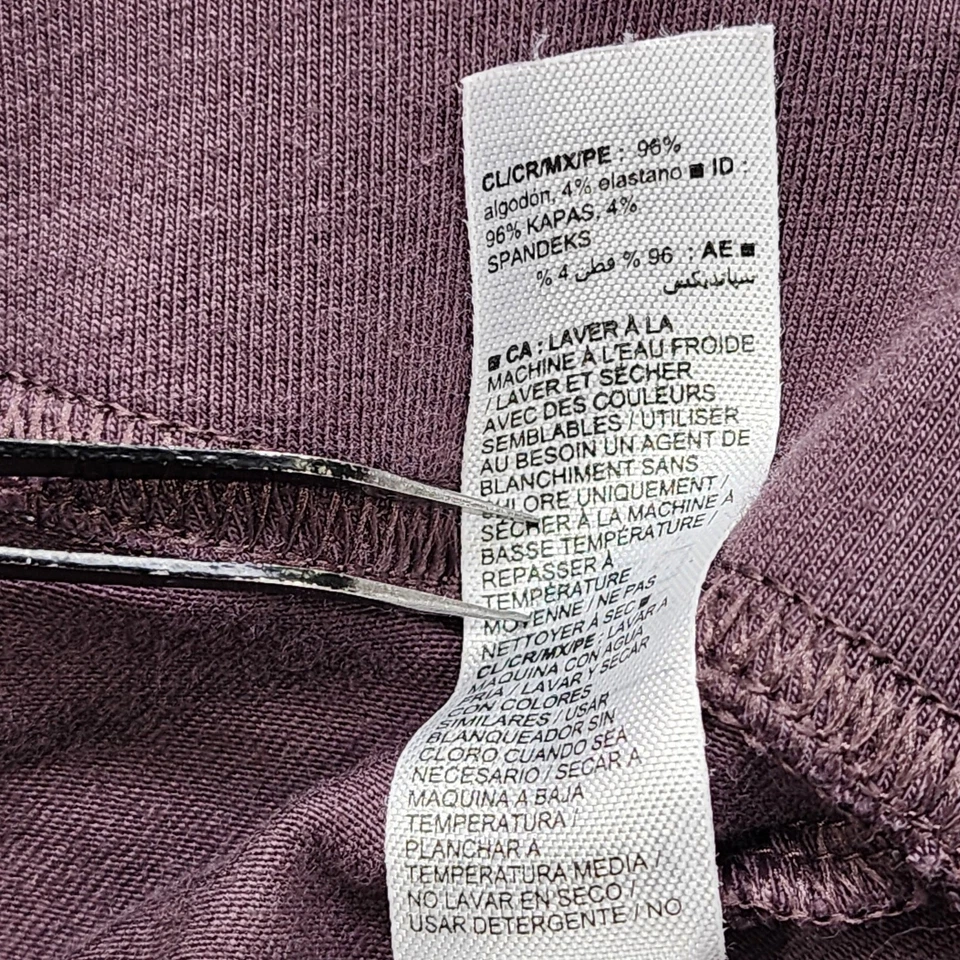 CL/CR/MX/PE : 96%
algodón, 4% elastano ■ ID :
96% KAPAS, 4%
SPANDEKS
■ AE : 96 % قطن 4 %
سبانديكس
■ CA : LAVER À LA
MACHINE À L'EAU FROIDE
/ LAVER ET SÉCHER
AVEC DES COULEURS
SEMBLABLES / UTILISER
AU BESOIN UN AGENT DE
BLANCHIMENT SANS
CHLORE UNIQUEMENT /
SÉCHER À LA MACHINE À
BASSE TEMPÉRATURE /
REPASSER À
TEMPÉRATURE
MOYENNE / NE PAS
NETTOYER À SEC ■
CL/CR/MX/PE : LAVAR A
MAQUINA CON AGUA
FRIA / LAVAR Y SECAR
CON COLORES
SIMILARES / USAR
BLANQUEADOR SIN
CLORO CUANDO SEA
NECESARIO / SECAR A
MAQUINA A BAJA
TEMPERATURA /
PLANCHAR A
TEMPERATURA MEDIA /
NO LAVAR EN SECO /
USAR DETERGENTE / NO